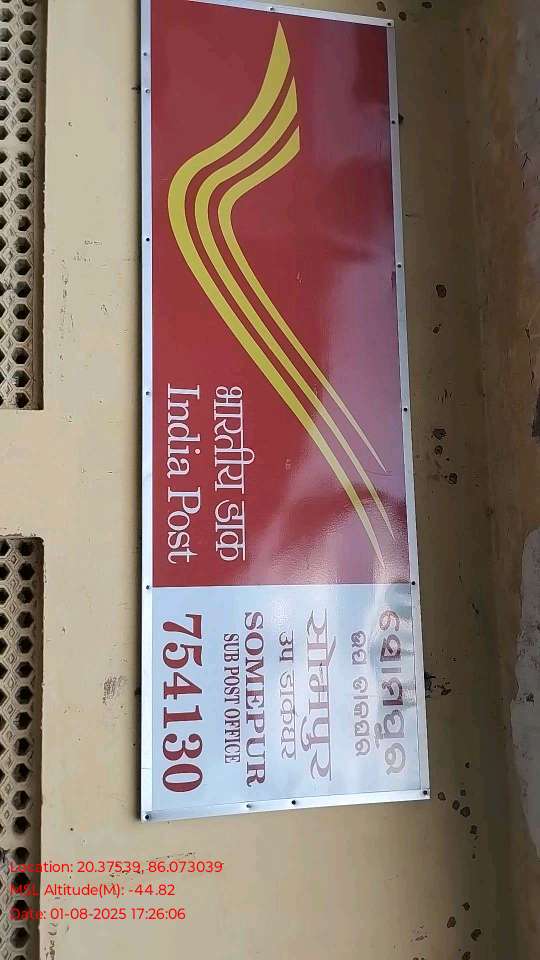 भारतीय डाक
India Post
ସୋମପୁର
ଉପ ଡାକଘର
सोमपुर
उप डाकघर
SOMEPUR
SUB POST OFFICE
754130
Location: 20.37539, 86.073039
MSL Altitude(M): -44.82
Date: 01-08-2025 17:26:06